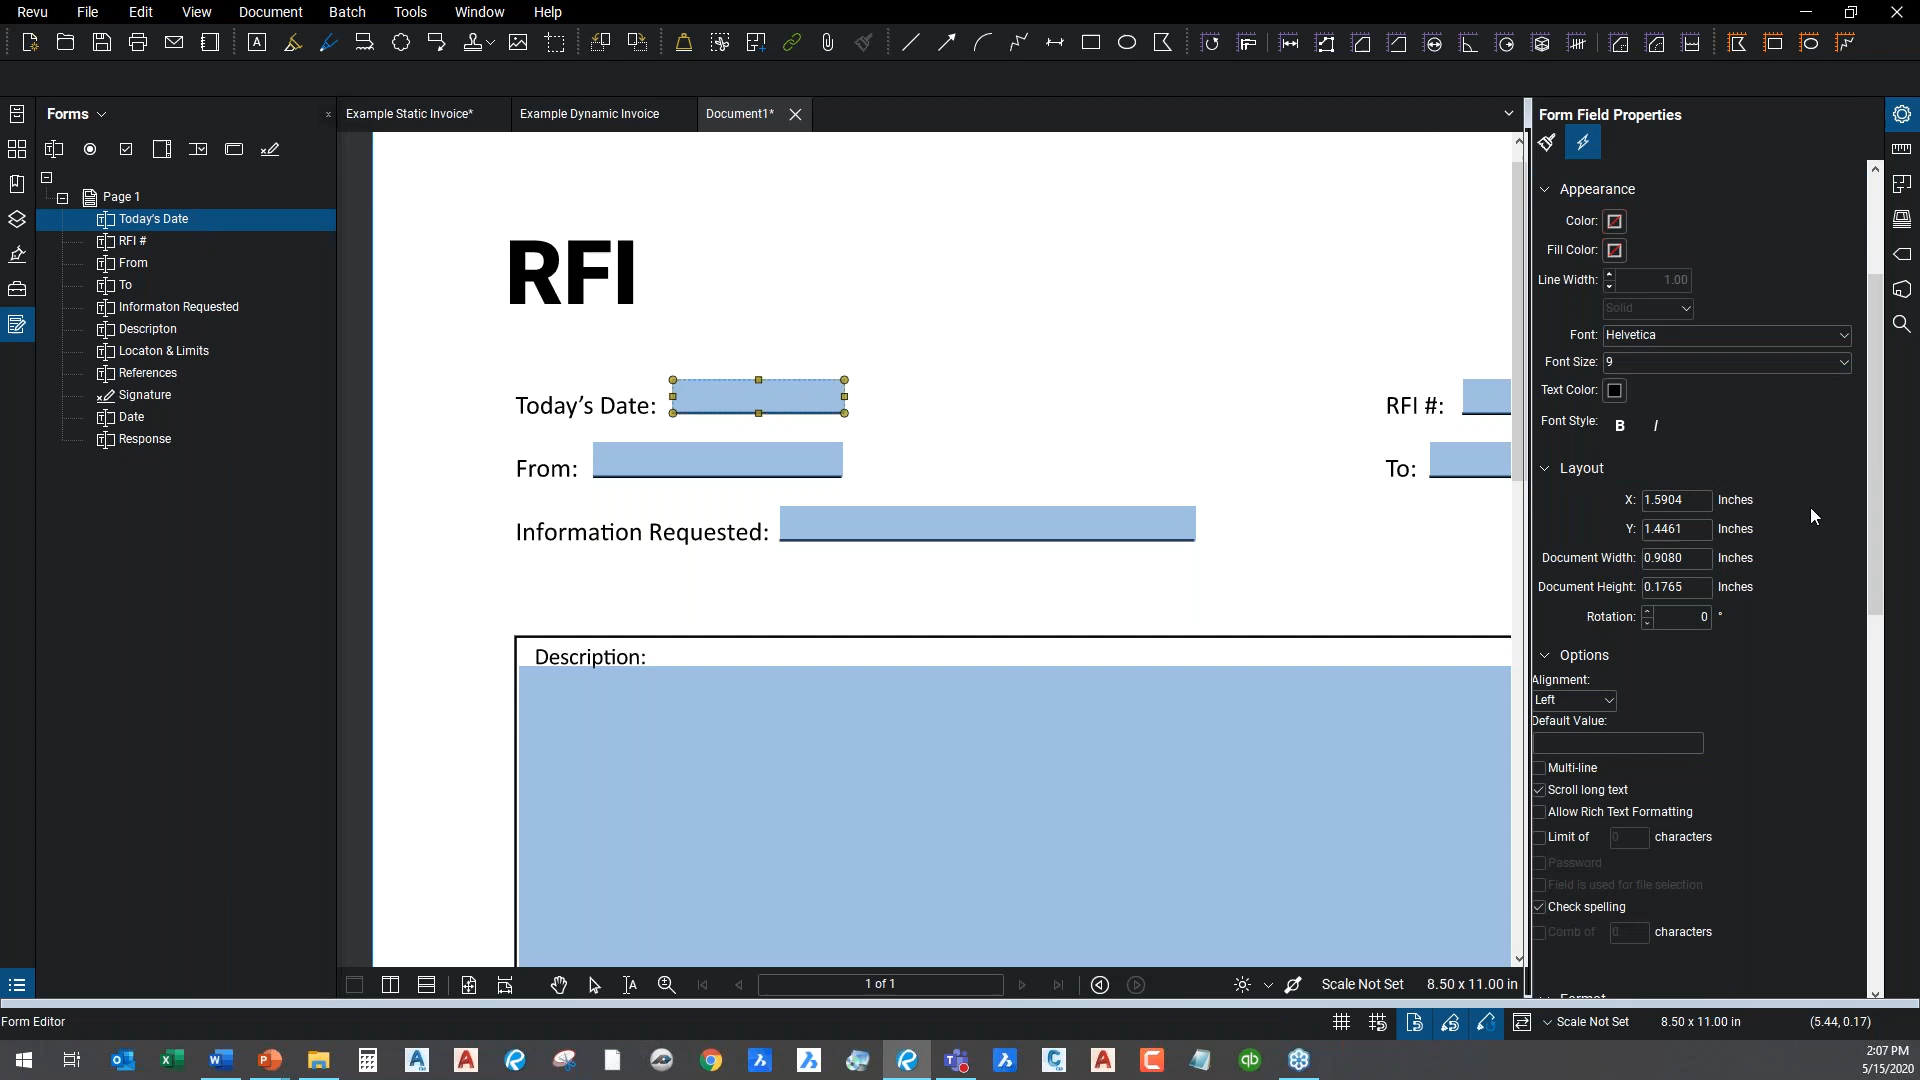 Revu File Edit View Document Batch Tools Window Help
Forms
Example Static Invoice*
Example Dynamic Invoice
Document1*
Form Field Properties
Page 1
Today's Date
RFI #
From
To
Informaton Requested
Descripton
Locaton & Limits
References
Signature
Date
Response
RFI
Today's Date:
RFI #:
From:
To:
Information Requested:
Description:
Appearance
Color:
Fill Color:
Line Width: 1.00
Solid
Font: Helvetica
Font Size: 9
Text Color:
Font Style: B I
Layout
X: 1.5904 Inches
Y: 1.4461 Inches
Document Width: 0.9080 Inches
Document Height: 0.1765 Inches
Rotation: 0 °
Options
Alignment:
Left
Default Value:
Multi-line
Scroll long text
Allow Rich Text Formatting
Limit of 0 characters
Password
Field is used for file selection
Check spelling
Comb of 0 characters
Format
1 of 1
Scale Not Set
8.50 x 11.00 in
Form Editor
Scale Not Set
8.50 x 11.00 in
(5.44, 0.17)
2:07 PM
5/15/2020